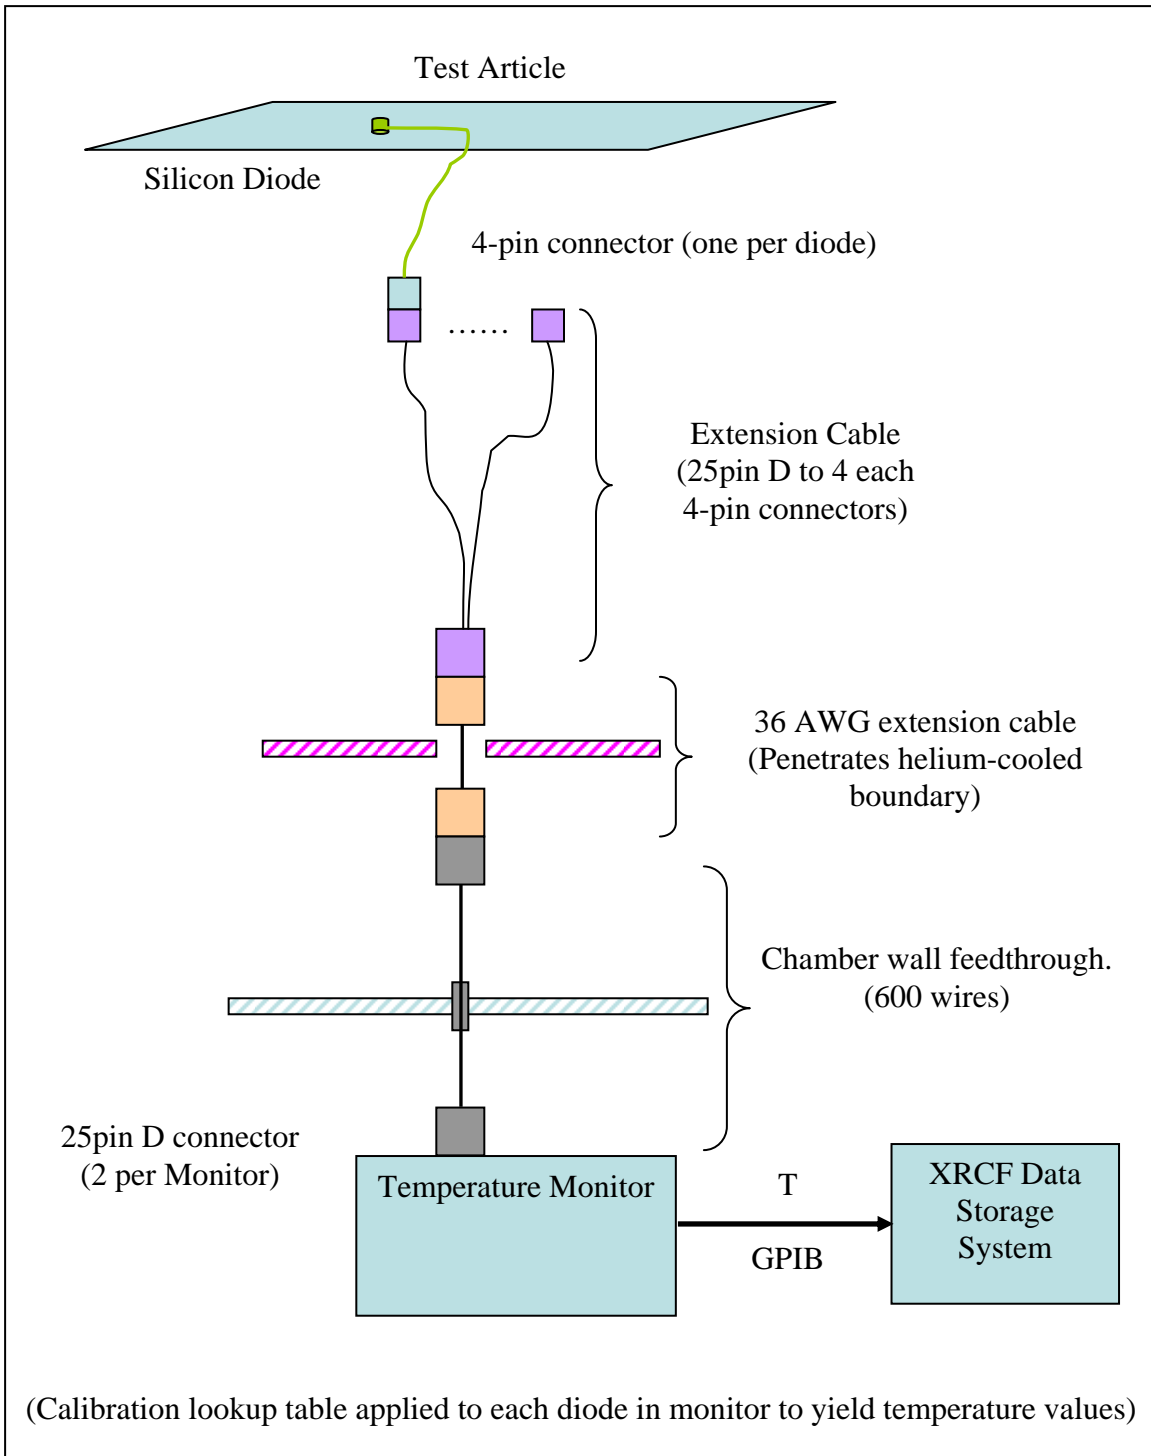 Test Article
Silicon Diode
4-pin connector (one per diode)
……
Extension Cable
(25pin D to 4 each
4-pin connectors)
36 AWG extension cable
(Penetrates helium-cooled
boundary)
Chamber wall feedthrough.
(600 wires)
25pin D connector
(2 per Monitor)
Temperature Monitor
T
GPIB
XRCF Data
Storage
System
(Calibration lookup table applied to each diode in monitor to yield temperature values)